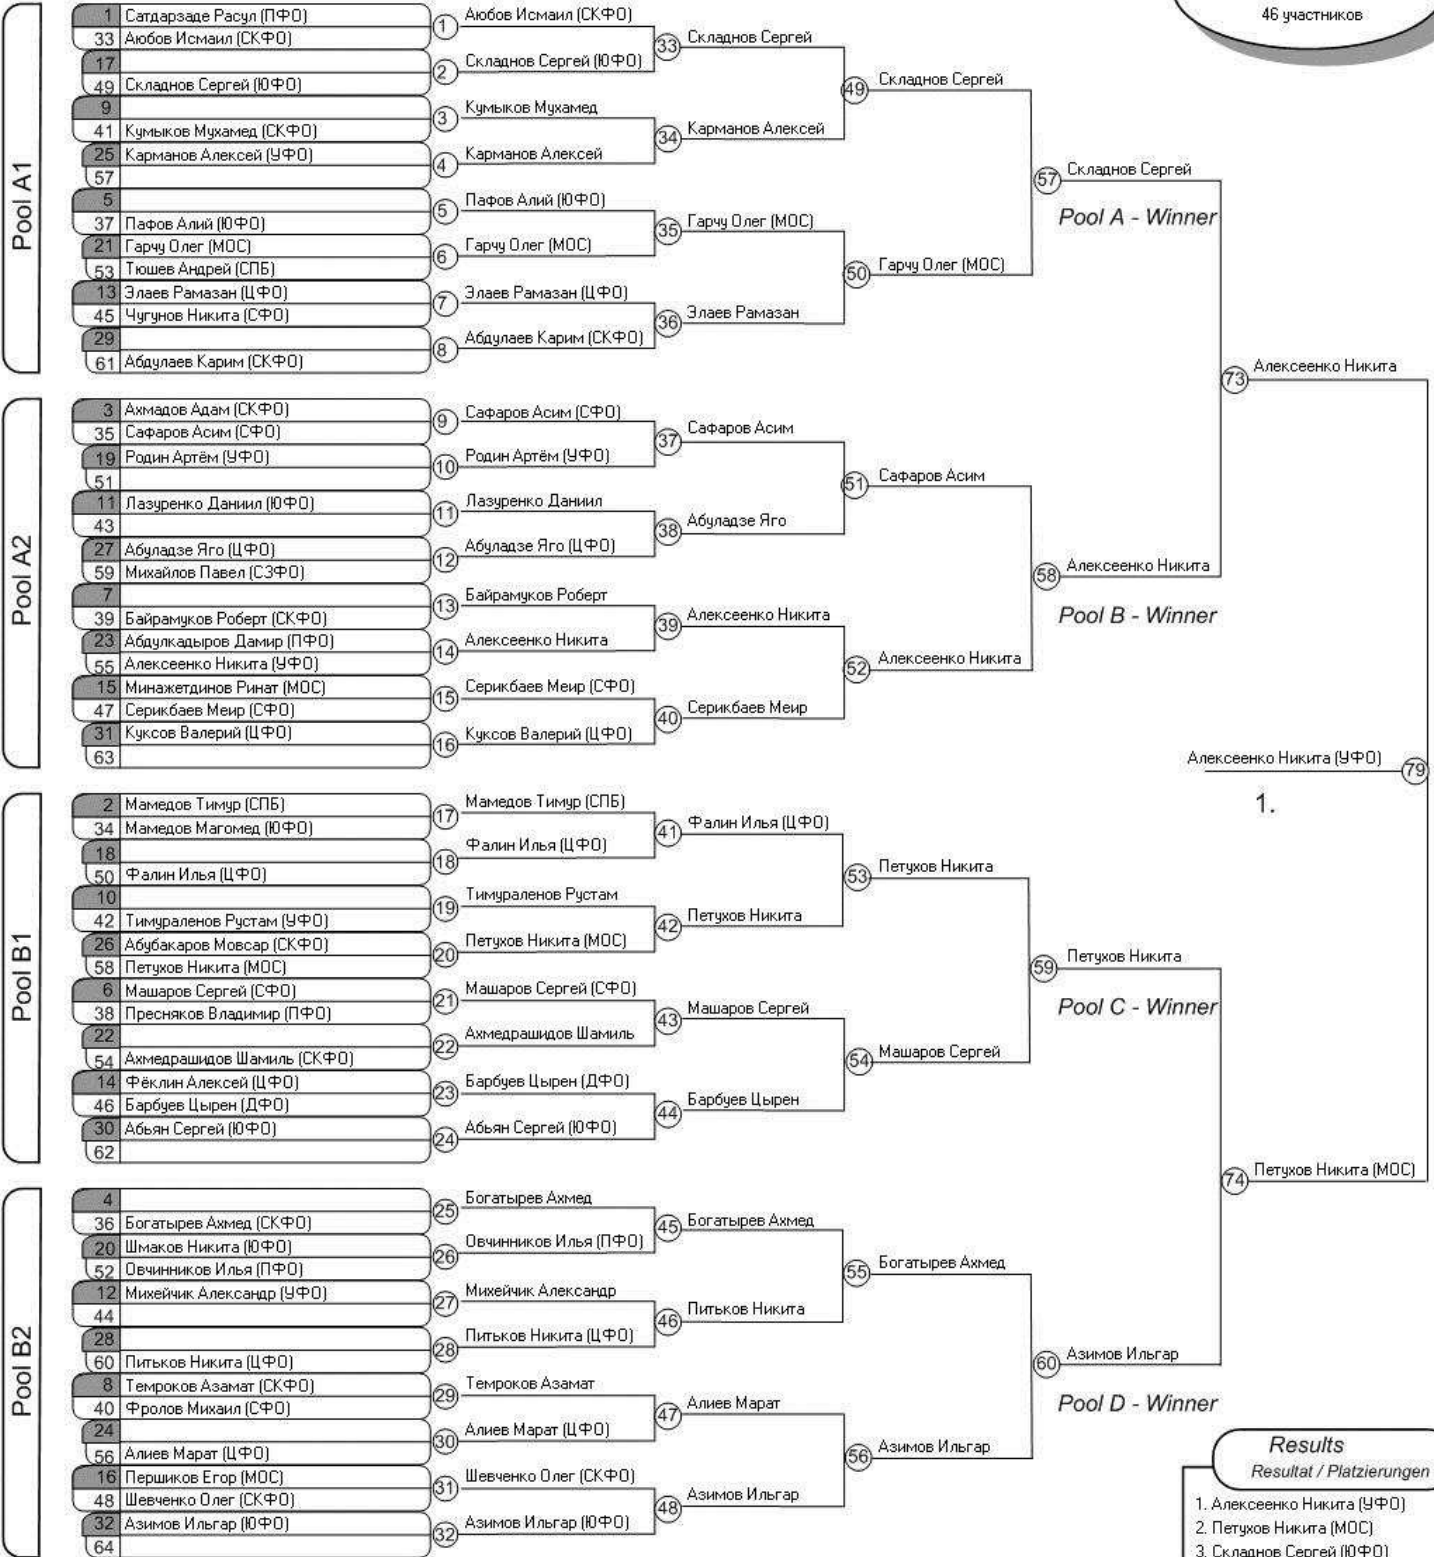 46 участников
Pool A1
1 Сатдарзаде Расул (ПФО)
33 Аюбов Исмаил (СКФО)
17
49 Складнов Сергей (ЮФО)
9
41 Кумыков Мухамед (СКФО)
25 Карманов Алексей (УФО)
57
5
37 Пафов Алий (ЮФО)
21 Гарчу Олег (МОС)
53 Тюшев Андрей (СПБ)
13 Элаев Рамазан (ЦФО)
45 Чугунов Никита (СФО)
29
61 Абдулаев Карим (СКФО)
1 Аюбов Исмаил (СКФО)
2 Складнов Сергей (ЮФО)
3 Кумыков Мухамед
4 Карманов Алексей
5 Пафов Алий (ЮФО)
6 Гарчу Олег (МОС)
7 Элаев Рамазан (ЦФО)
8 Абдулаев Карим (СКФО)
33 Складнов Сергей
34 Карманов Алексей
35 Гарчу Олег (МОС)
36 Элаев Рамазан
49 Складнов Сергей
50 Гарчу Олег (МОС)
57 Складнов Сергей
Pool A - Winner
Pool A2
3 Ахмадов Адам (СКФО)
35 Сафаров Асим (СФО)
19 Родин Артём (УФО)
51
11 Лазуренко Даниил (ЮФО)
43
27 Абуладзе Яго (ЦФО)
59 Михайлов Павел (СЗФО)
7
39 Байрамуков Роберт (СКФО)
23 Абдулкадыров Дамир (ПФО)
55 Алексеенко Никита (УФО)
15 Минажетдинов Ринат (МОС)
47 Серикбаев Меир (СФО)
31 Куксов Валерий (ЦФО)
63
9 Сафаров Асим (СФО)
10 Родин Артём (УФО)
11 Лазуренко Даниил
12 Абуладзе Яго (ЦФО)
13 Байрамуков Роберт
14 Алексеенко Никита
15 Серикбаев Меир (СФО)
16 Куксов Валерий (ЦФО)
37 Сафаров Асим
38 Абуладзе Яго
39 Алексеенко Никита
40 Серикбаев Меир
51 Сафаров Асим
52 Алексеенко Никита
58 Алексеенко Никита
Pool B - Winner
73 Алексеенко Никита
Алексеенко Никита (УФО) 79
1.
Pool B1
2 Мамедов Тимур (СПБ)
34 Мамедов Магомед (ЮФО)
18
50 Фалин Илья (ЦФО)
10
42 Тимураленов Рустам (УФО)
26 Абубакаров Мовсар (СКФО)
58 Петухов Никита (МОС)
6 Машаров Сергей (СФО)
38 Пресняков Владимир (ПФО)
22
54 Ахмедрашидов Шамиль (СКФО)
14 Фёклин Алексей (ЦФО)
46 Барбуев Цырен (ДФО)
30 Абьян Сергей (ЮФО)
62
17 Мамедов Тимур (СПБ)
18 Фалин Илья (ЦФО)
19 Тимураленов Рустам
20 Петухов Никита (МОС)
21 Машаров Сергей (СФО)
22 Ахмедрашидов Шамиль
23 Барбуев Цырен (ДФО)
24 Абьян Сергей (ЮФО)
41 Фалин Илья (ЦФО)
42 Петухов Никита
43 Машаров Сергей
44 Барбуев Цырен
53 Петухов Никита
54 Машаров Сергей
59 Петухов Никита
Pool C - Winner
74 Петухов Никита (МОС)
Pool B2
4
36 Богатырев Ахмед (СКФО)
20 Шмаков Никита (ЮФО)
52 Овчинников Илья (ПФО)
12 Михейчик Александр (УФО)
44
28
60 Питьков Никита (ЦФО)
8 Темроков Азамат (СКФО)
40 Фролов Михаил (СФО)
24
56 Алиев Марат (ЦФО)
16 Першиков Егор (МОС)
48 Шевченко Олег (СКФО)
32 Азимов Ильгар (ЮФО)
64
25 Богатырев Ахмед
26 Овчинников Илья (ПФО)
27 Михейчик Александр
28 Питьков Никита (ЦФО)
29 Темроков Азамат
30 Алиев Марат (ЦФО)
31 Шевченко Олег (СКФО)
32 Азимов Ильгар (ЮФО)
45 Богатырев Ахмед
46 Питьков Никита
47 Алиев Марат
48 Азимов Ильгар
55 Богатырев Ахмед
56 Азимов Ильгар
60 Азимов Ильгар
Pool D - Winner
Results
Resultat / Platzierungen
1. Алексеенко Никита (УФО)
2. Петухов Никита (МОС)
3. Складнов Сергей (ЮФО)